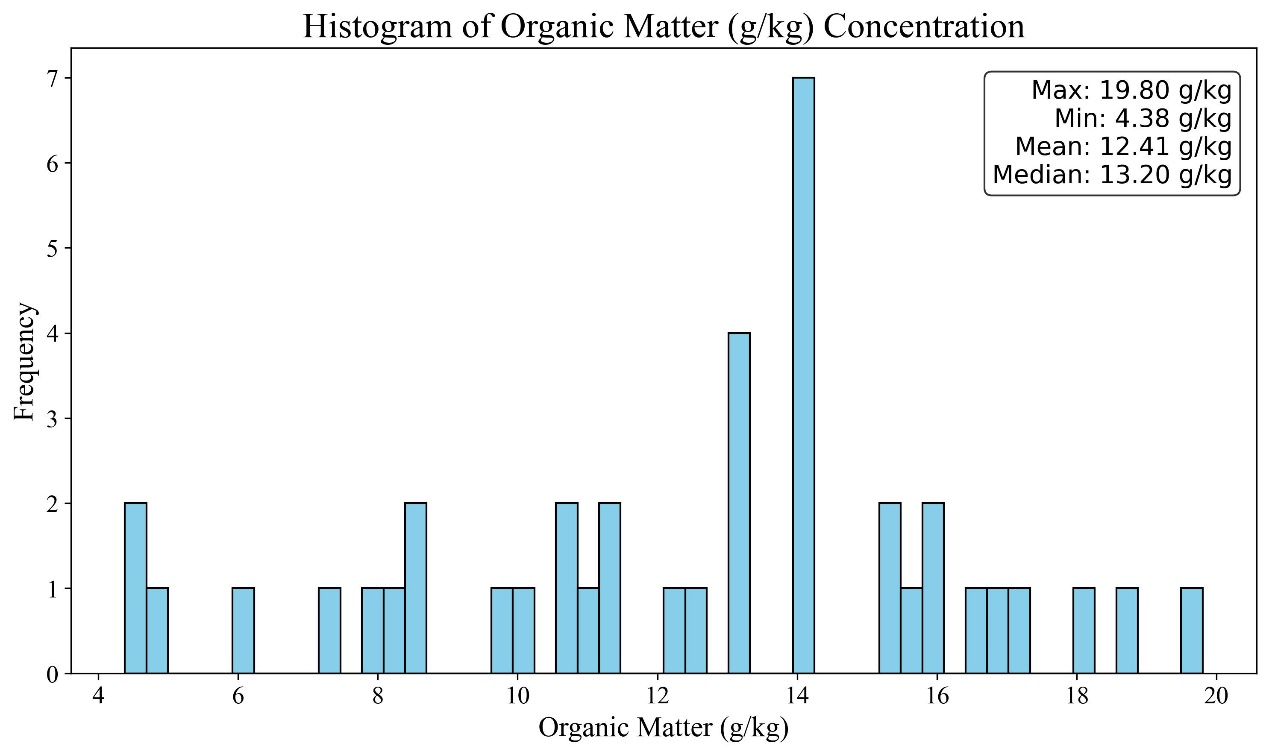 Histogram of Organic Matter (g/kg) Concentration
7
6
5
4
3
2
1
0
Frequency
Max: 19.80 g/kg
Min: 4.38 g/kg
Mean: 12.41 g/kg
Median: 13.20 g/kg
4 6 8 10 12 14 16 18 20
Organic Matter (g/kg)